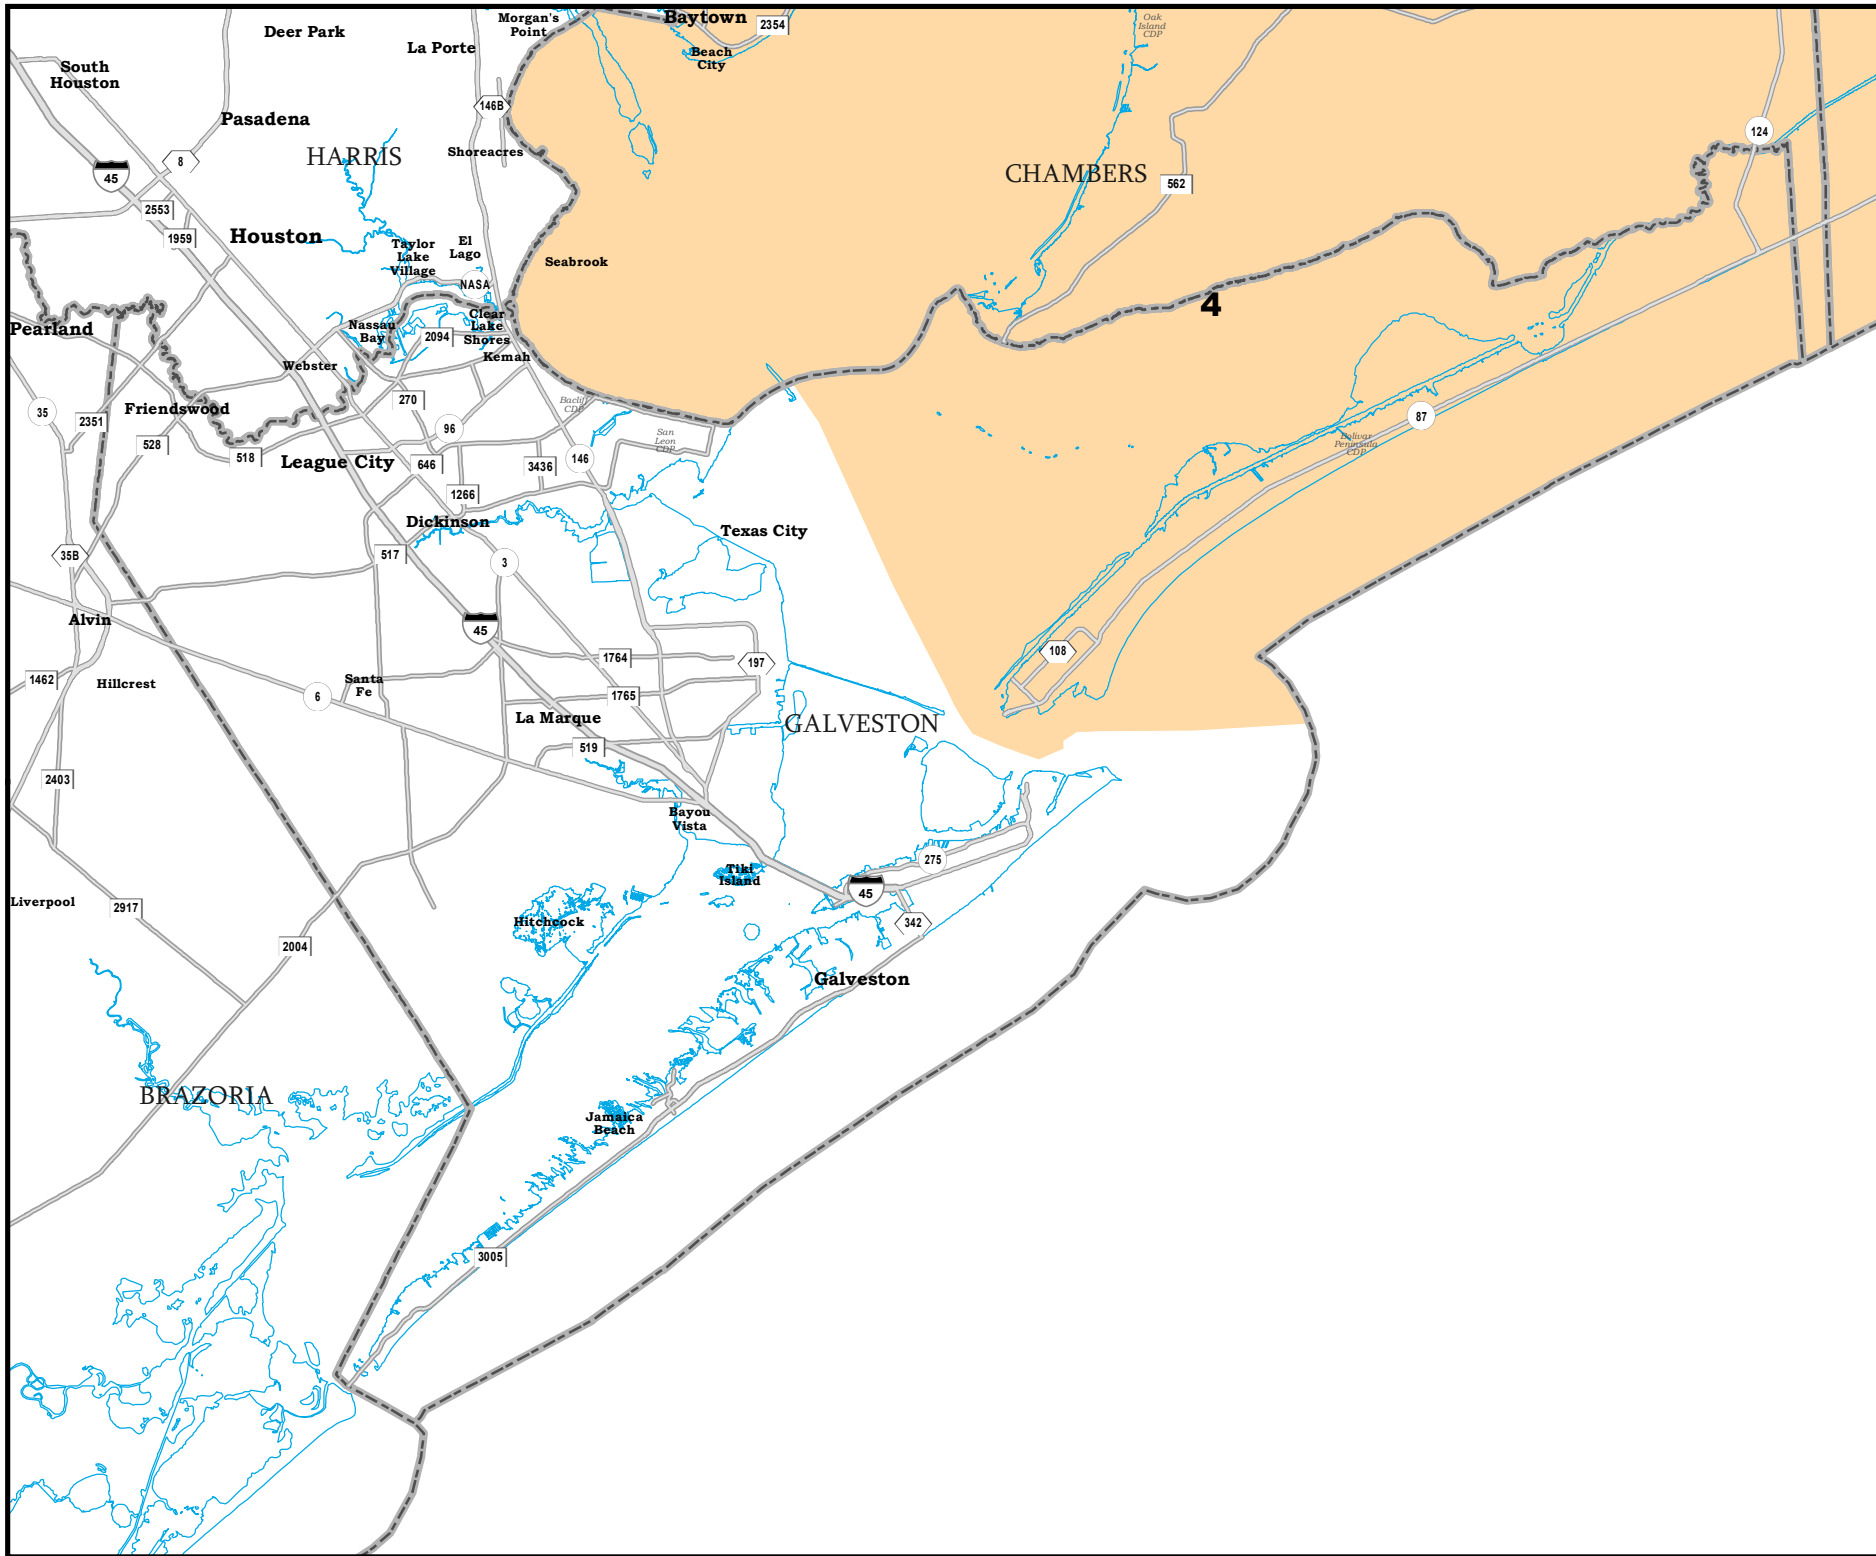 Morgan's
Point
Baytown
2354
Oak
Island
CDP
Deer Park
La Porte
Beach
City
South
Houston
146B
Pasadena
124
HARRIS
Shoreacres
8
45
CHAMBERS
562
2553
1959
Houston
Taylor
Lake
Village
El
Lago
Seabrook
NASA
4
Clear
Lake
Shores
Pearland
Nassau
Bay
2094
Kemah
Webster
270
Bacliff
CDP
35
2351
Friendswood
96
87
528
518
San
Leon
CDP
Bolivar
Peninsula
CDP
League City
646
3436
146
1266
Dickinson
Texas City
35B
517
3
Alvin
45
108
1764
197
1462
Hillcrest
Santa
Fe
6
1765
La Marque
GALVESTON
519
2403
Bayou
Vista
275
Tiki
Island
45
Liverpool
2917
Hitchcock
342
2004
Galveston
BRAZORIA
Jamaica
Beach
3005